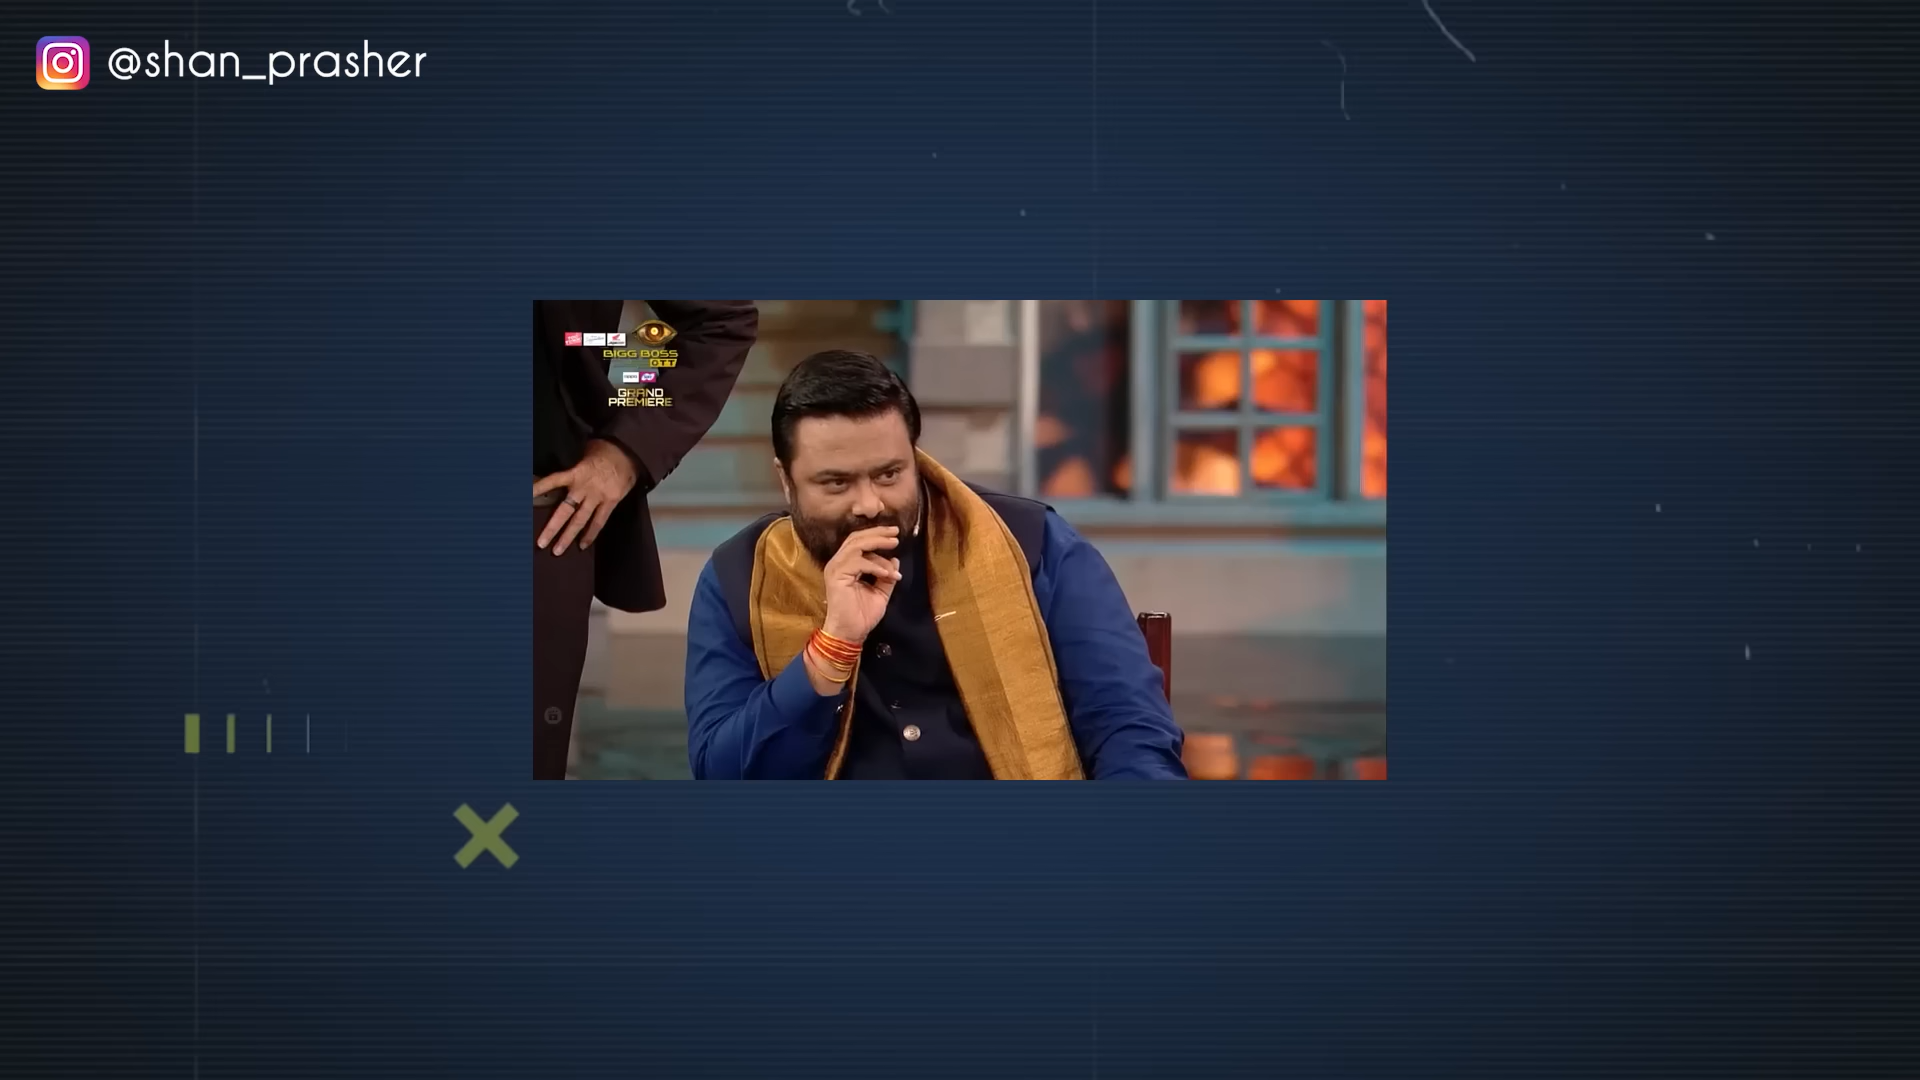 @shan_prasher
BIGG BOSS
OTT
GRAND
PREMIERE